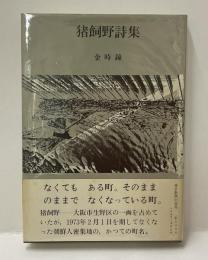 猪飼野詩集
金時鐘
なくても ある町。そのまま
のままで なくなっている町。
猪飼野——大阪市生野区の一画を占めて
いたが、1973年2月1日を期してなくな
なった朝鮮人密集地の、かつての町名。